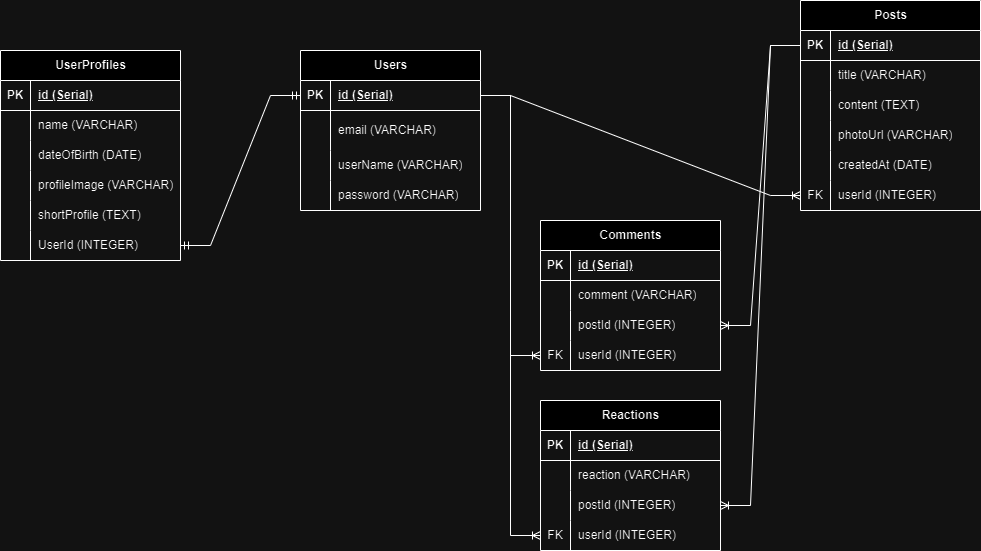 UserProfiles
PK id (Serial)
name (VARCHAR)
dateOfBirth (DATE)
profileImage (VARCHAR)
shortProfile (TEXT)
UserId (INTEGER)
Users
PK id (Serial)
email (VARCHAR)
userName (VARCHAR)
password (VARCHAR)
Posts
PK id (Serial)
title (VARCHAR)
content (TEXT)
photoUrl (VARCHAR)
createdAt (DATE)
FK userId (INTEGER)
Comments
PK id (Serial)
comment (VARCHAR)
postId (INTEGER)
FK userId (INTEGER)
Reactions
PK id (Serial)
reaction (VARCHAR)
postId (INTEGER)
FK userId (INTEGER)